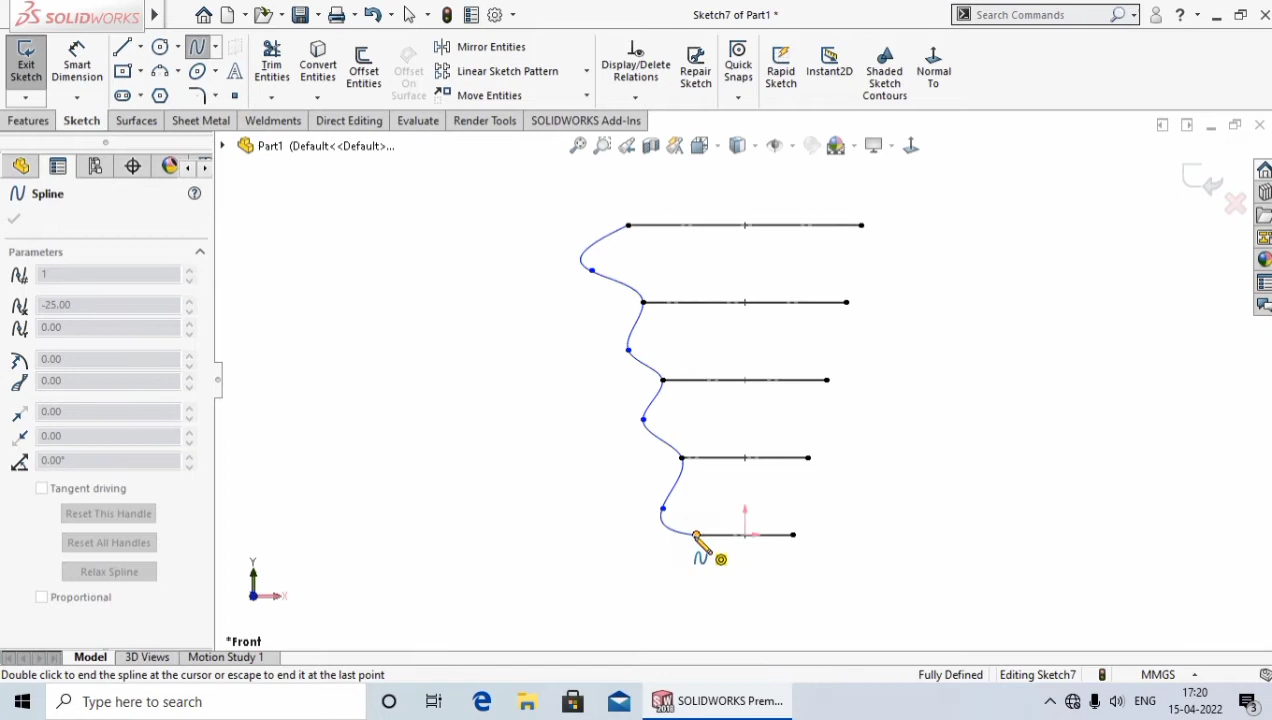 SOLIDWORKS
Sketch7 of Part1 *
Search Commands
?
Exit Sketch
Smart Dimension
Trim Entities
Convert Entities
Offset Entities
Offset On Surface
Mirror Entities
Linear Sketch Pattern
Move Entities
Display/Delete Relations
Repair Sketch
Quick Snaps
Rapid Sketch
Instant2D
Shaded Sketch Contours
Normal To
Features
Sketch
Surfaces
Sheet Metal
Weldments
Direct Editing
Evaluate
Render Tools
SOLIDWORKS Add-Ins
Part1 (Default<<Default>...
Spline
?
Parameters
1
-25.00
0.00
0.00
0.00
0.00
0.00
0.00°
Tangent driving
Reset This Handle
Reset All Handles
Relax Spline
Proportional
Y
X
*Front
Model
3D Views
Motion Study 1
Double click to end the spline at the cursor or escape to end it at the last point
Fully Defined
Editing Sketch7
MMGS
Type here to search
SOLIDWORKS Prem...
ENG
17:20
15-04-2022
3